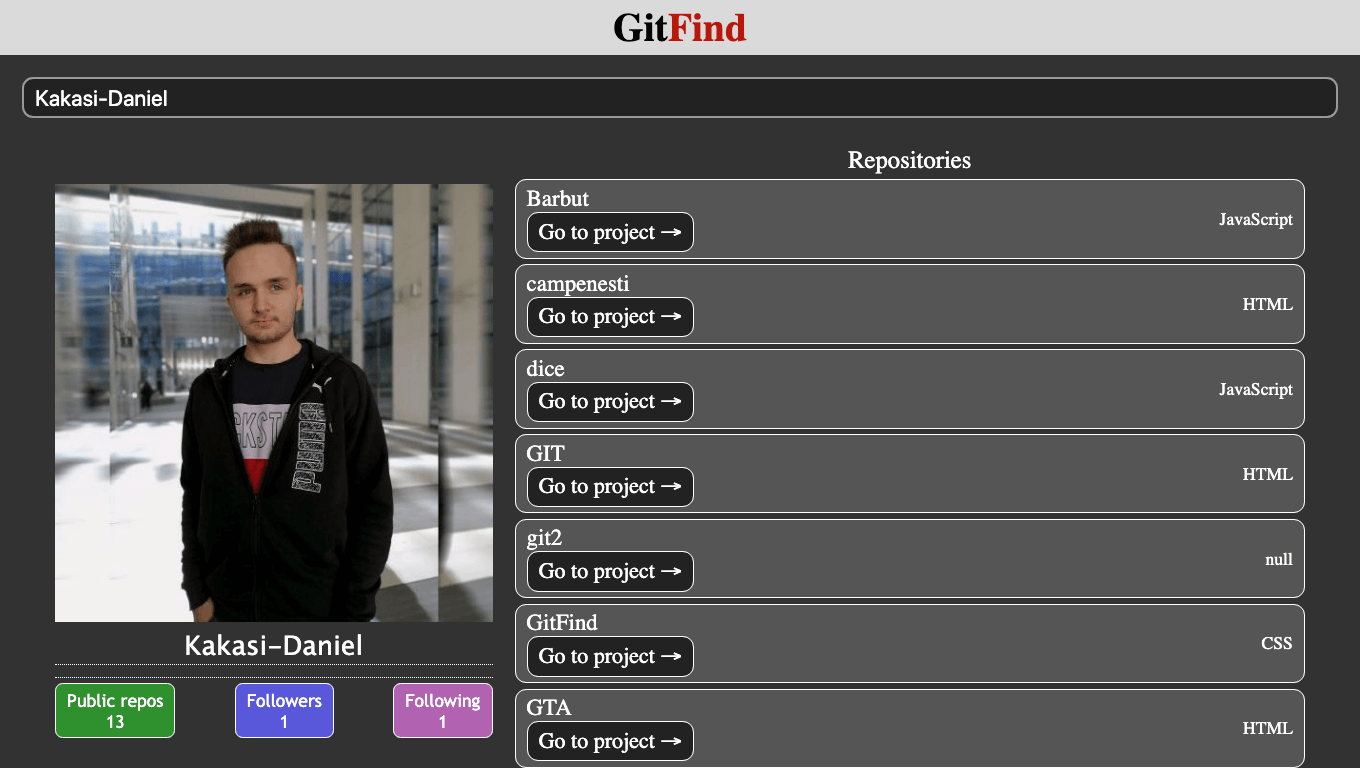 GitFind
Kakasi-Daniel
Repositories
Barbut
Go to project →
JavaScript
campenesti
Go to project →
HTML
dice
Go to project →
JavaScript
GIT
Go to project →
HTML
git2
Go to project →
null
GitFind
Go to project →
CSS
GTA
Go to project →
HTML
Kakasi-Daniel
Public repos
13
Followers
1
Following
1